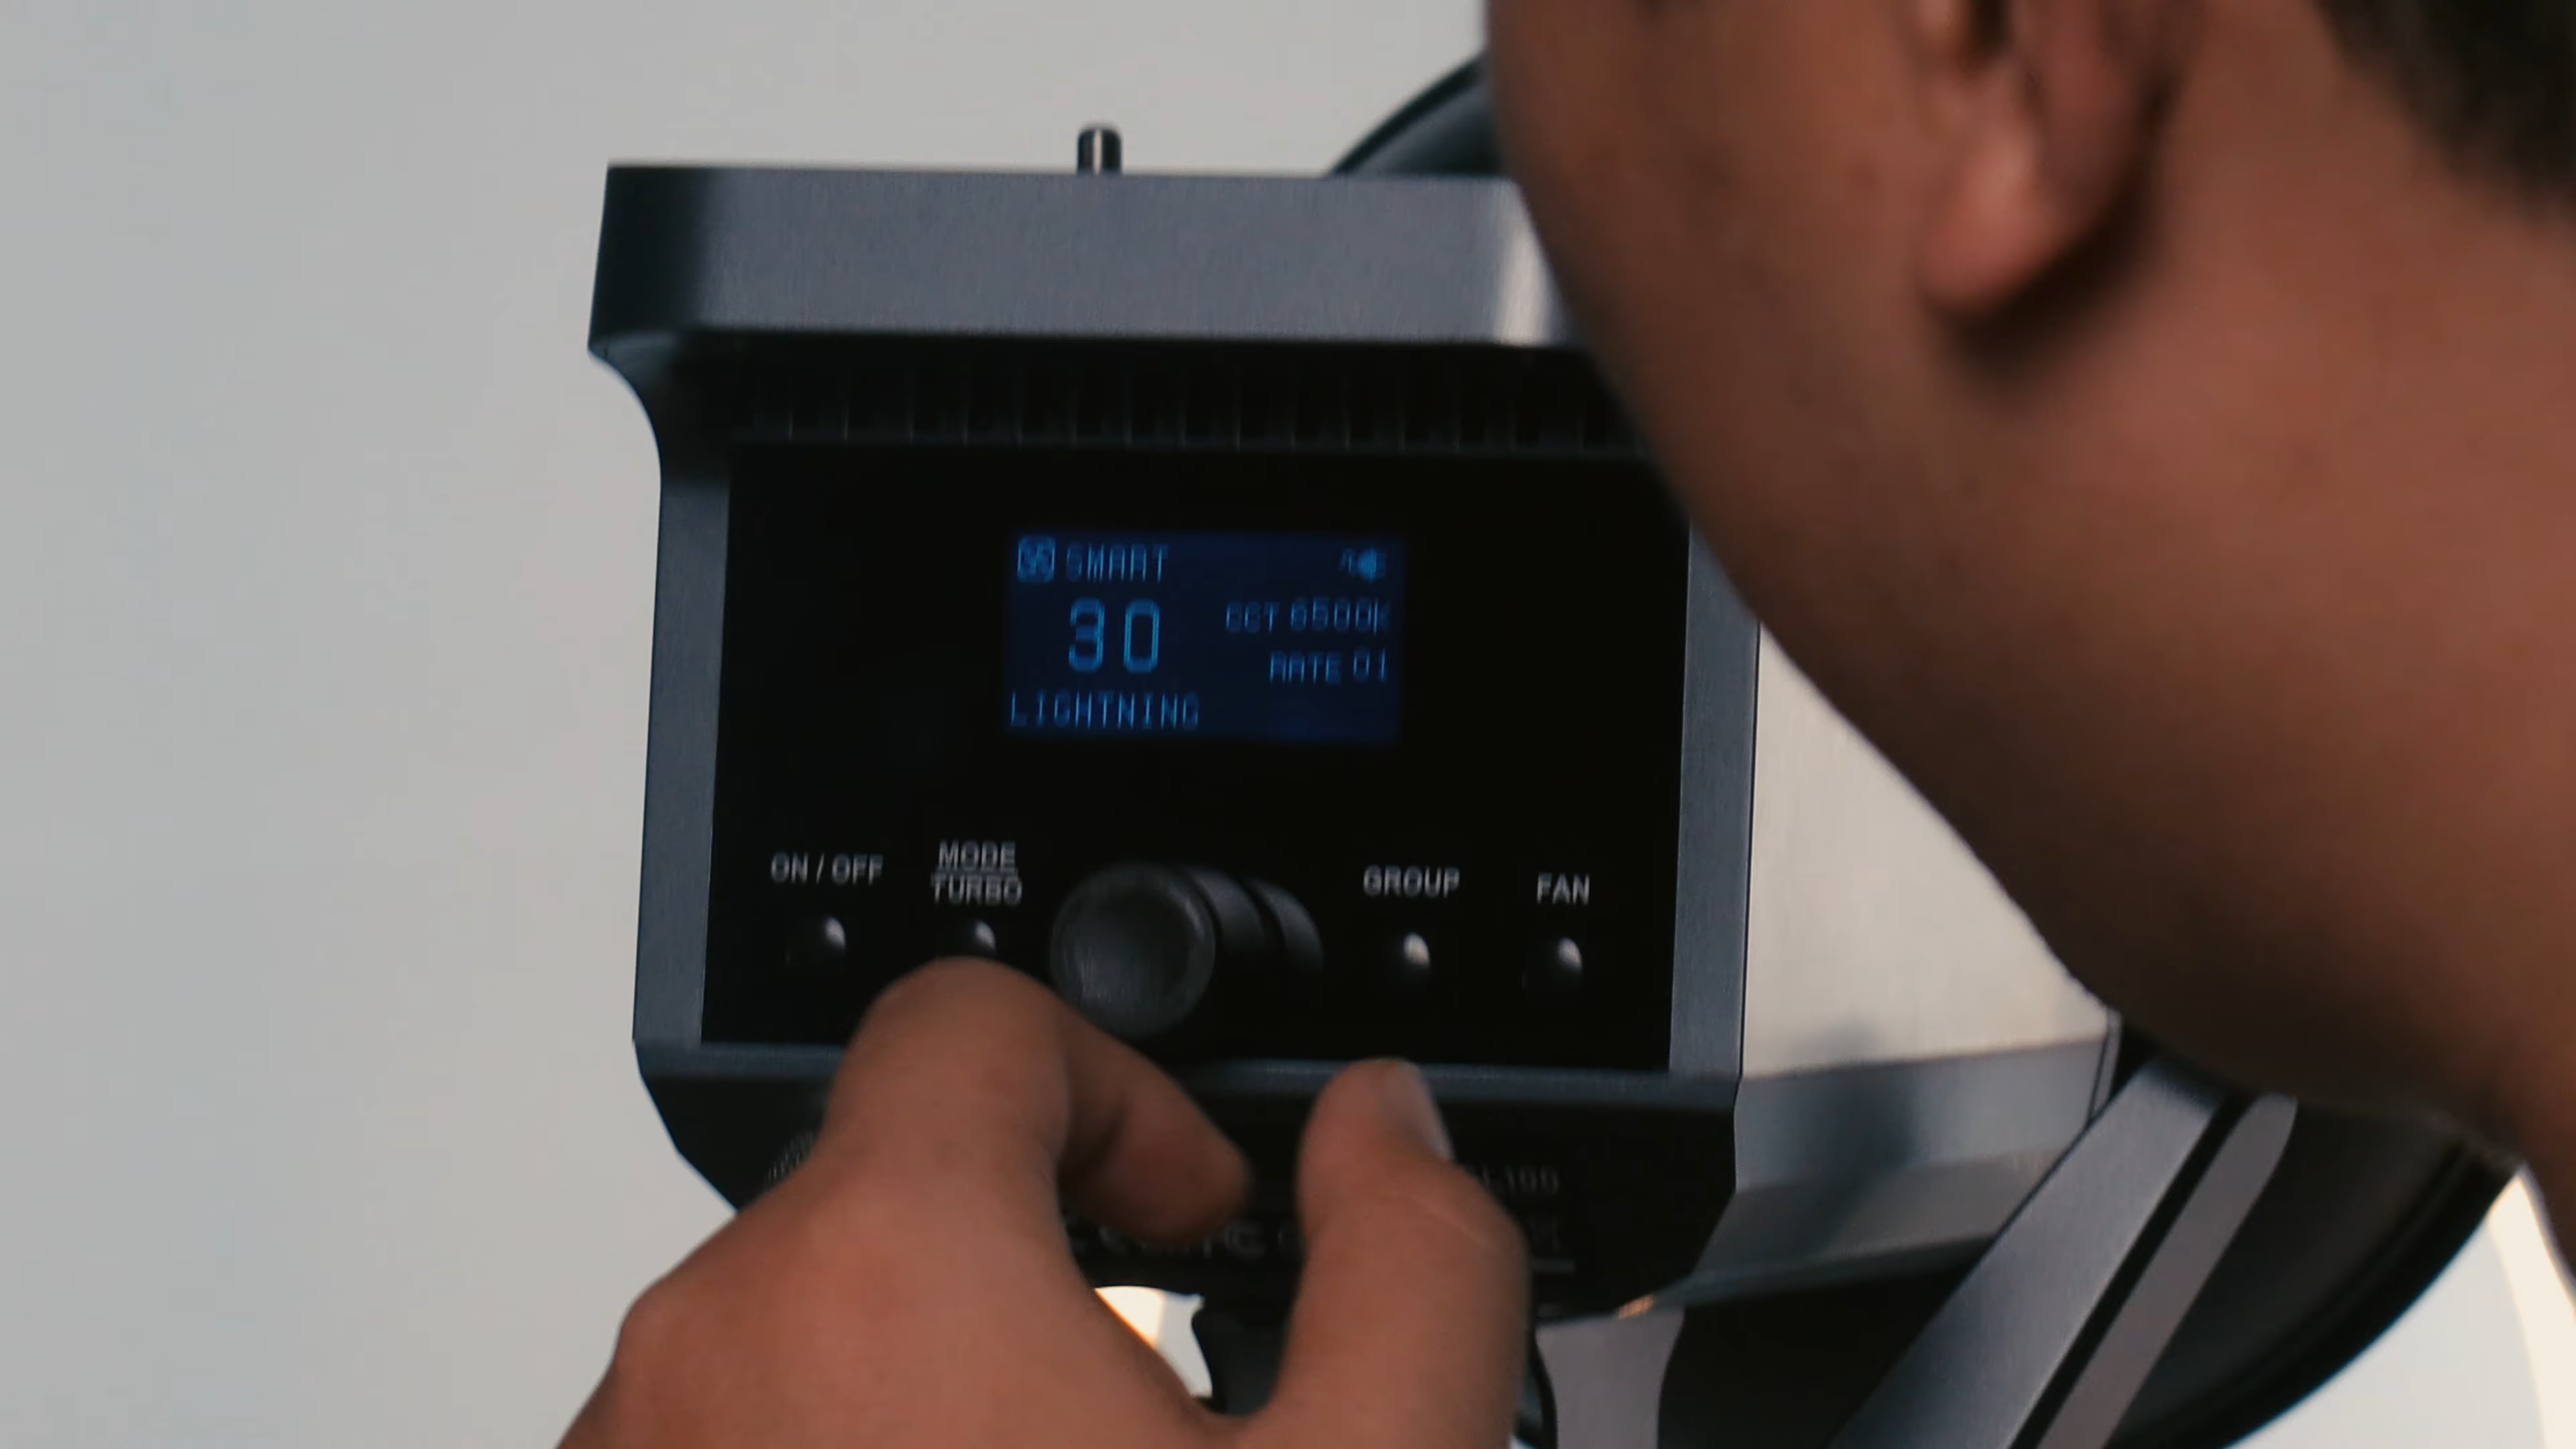 SMART
30
CCT 6500K
RATE 01
LIGHTNING
ON / OFF
MODE
TURBO
GROUP
FAN